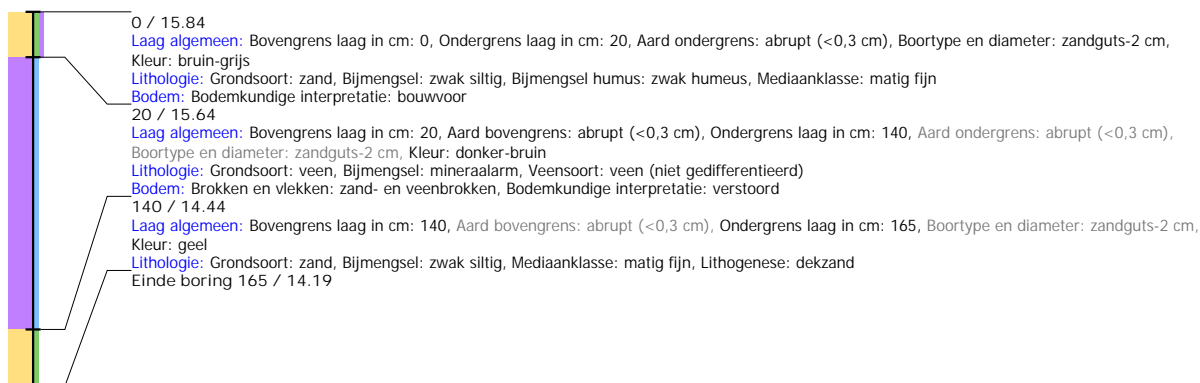 0 / 15.84
Laag algemeen: Bovengrens laag in cm: 0, Ondergrens laag in cm: 20, Aard ondergrens: abrupt (<0,3 cm), Boortype en diameter: zandguts-2 cm,
Kleur: bruin-grijs
Lithologie: Grondsoort: zand, Bijmengsel: zwak siltig, Bijmengsel humus: zwak humeus, Mediaanklasse: matig fijn
Bodem: Bodemkundige interpretatie: bouwvoor
20 / 15.64
Laag algemeen: Bovengrens laag in cm: 20, Aard bovengrens: abrupt (<0,3 cm), Ondergrens laag in cm: 140, Aard ondergrens: abrupt (<0,3 cm),
Boortype en diameter: zandguts-2 cm, Kleur: donker-bruin
Lithologie: Grondsoort: veen, Bijmengsel: mineraalarm, Veensoort: veen (niet gedifferentieerd)
Bodem: Brokken en vlekken: zand- en veenbrokken, Bodemkundige interpretatie: verstoord
140 / 14.44
Laag algemeen: Bovengrens laag in cm: 140, Aard bovengrens: abrupt (<0,3 cm), Ondergrens laag in cm: 165, Boortype en diameter: zandguts-2 cm,
Kleur: geel
Lithologie: Grondsoort: zand, Bijmengsel: zwak siltig, Mediaanklasse: matig fijn, Lithogenese: dekzand
Einde boring 165 / 14.19